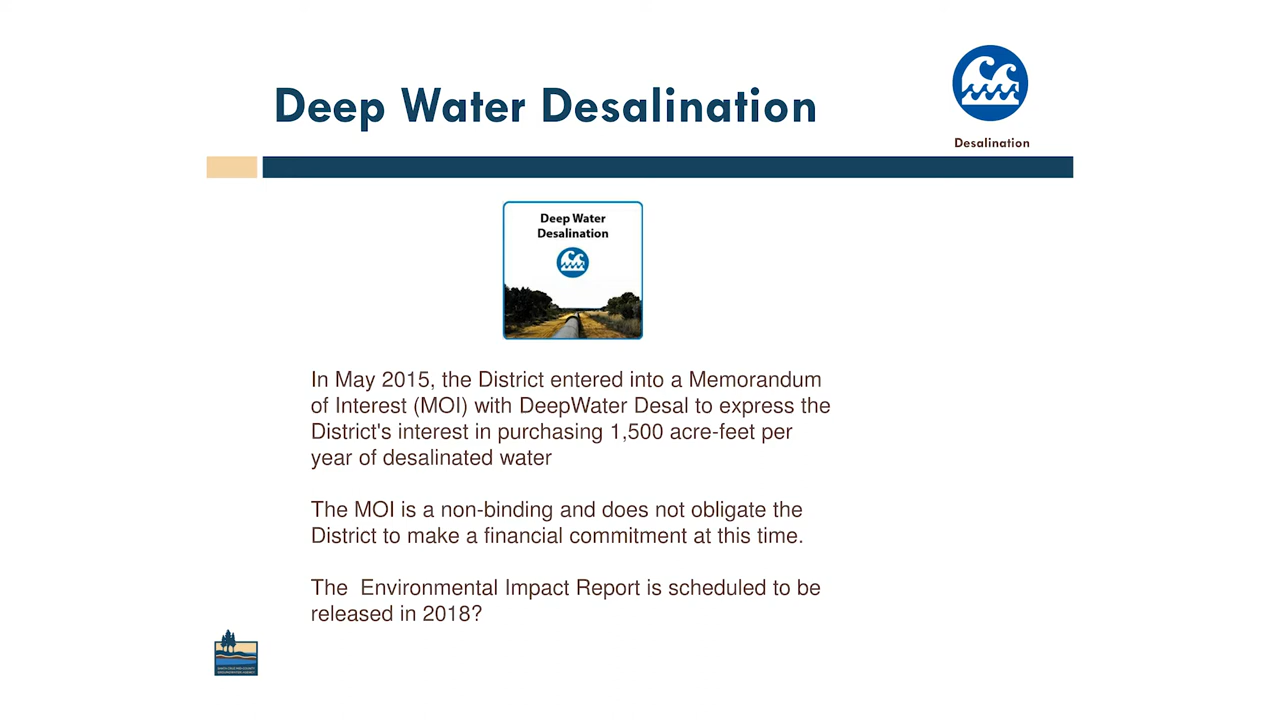 Deep Water Desalination
Desalination
Deep Water
Desalination
In May 2015, the District entered into a Memorandum
of Interest (MOI) with DeepWater Desal to express the
District's interest in purchasing 1,500 acre-feet per
year of desalinated water
The MOI is a non-binding and does not obligate the
District to make a financial commitment at this time.
The  Environmental Impact Report is scheduled to be
released in 2018?